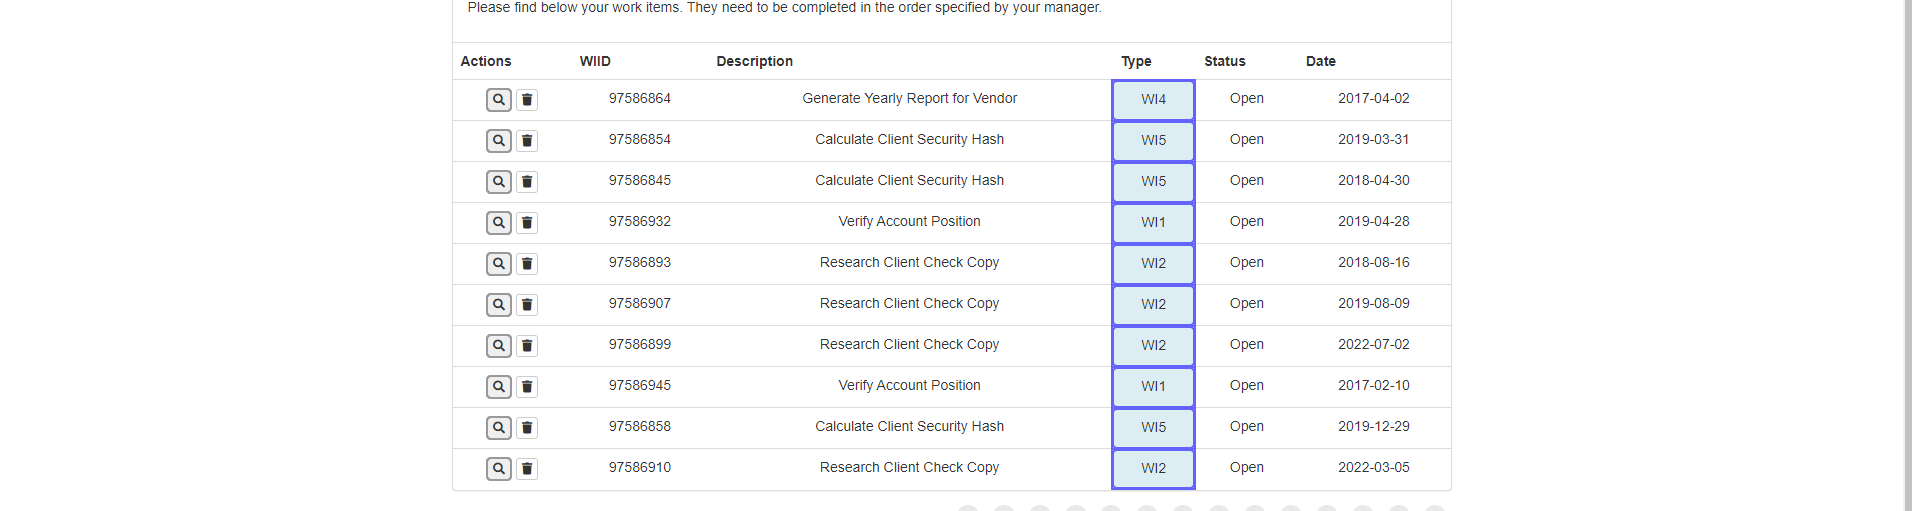 Please find below your work items. They need to be completed in the order specified by your manager.
Actions WIID Description Type Status Date
97586864 Generate Yearly Report for Vendor WI4 Open 2017-04-02
97586854 Calculate Client Security Hash WI5 Open 2019-03-31
97586845 Calculate Client Security Hash WI5 Open 2018-04-30
97586932 Verify Account Position WI1 Open 2019-04-28
97586893 Research Client Check Copy WI2 Open 2018-08-16
97586907 Research Client Check Copy WI2 Open 2019-08-09
97586899 Research Client Check Copy WI2 Open 2022-07-02
97586945 Verify Account Position WI1 Open 2017-02-10
97586858 Calculate Client Security Hash WI5 Open 2019-12-29
97586910 Research Client Check Copy WI2 Open 2022-03-05